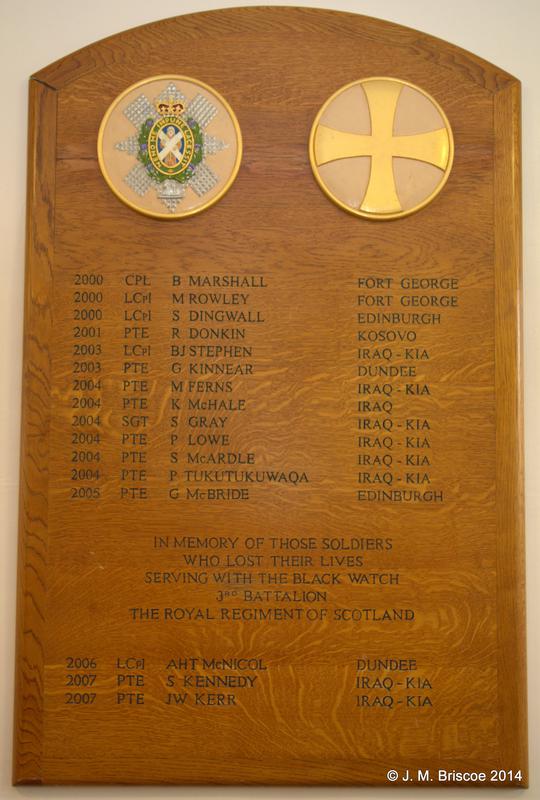 NEMO ME IMPUNE LACESSIT
2000 CPL B MARSHALL FORT GEORGE
2000 LCpl M ROWLEY FORT GEORGE
2000 LCpl S DINGWALL EDINBURGH
2001 PTE R DONKIN KOSOVO
2003 LCpl BJ STEPHEN IRAQ - KIA
2003 PTE G KINNEAR DUNDEE
2004 PTE M FERNS IRAQ - KIA
2004 PTE K McHALE IRAQ
2004 SGT S GRAY IRAQ - KIA
2004 PTE P LOWE IRAQ - KIA
2004 PTE S McARDLE IRAQ - KIA
2004 PTE P TUKUTUKUWAQA IRAQ - KIA
2005 PTE G McBRIDE EDINBURGH
IN MEMORY OF THOSE SOLDIERS
WHO LOST THEIR LIVES
SERVING WITH THE BLACK WATCH
3RD BATTALION
THE ROYAL REGIMENT OF SCOTLAND
2006 LCpl AHT McNICOL DUNDEE
2007 PTE S KENNEDY IRAQ-KIA
2007 PTE JW KERR IRAQ-KIA
© J. M. Briscoe 2014